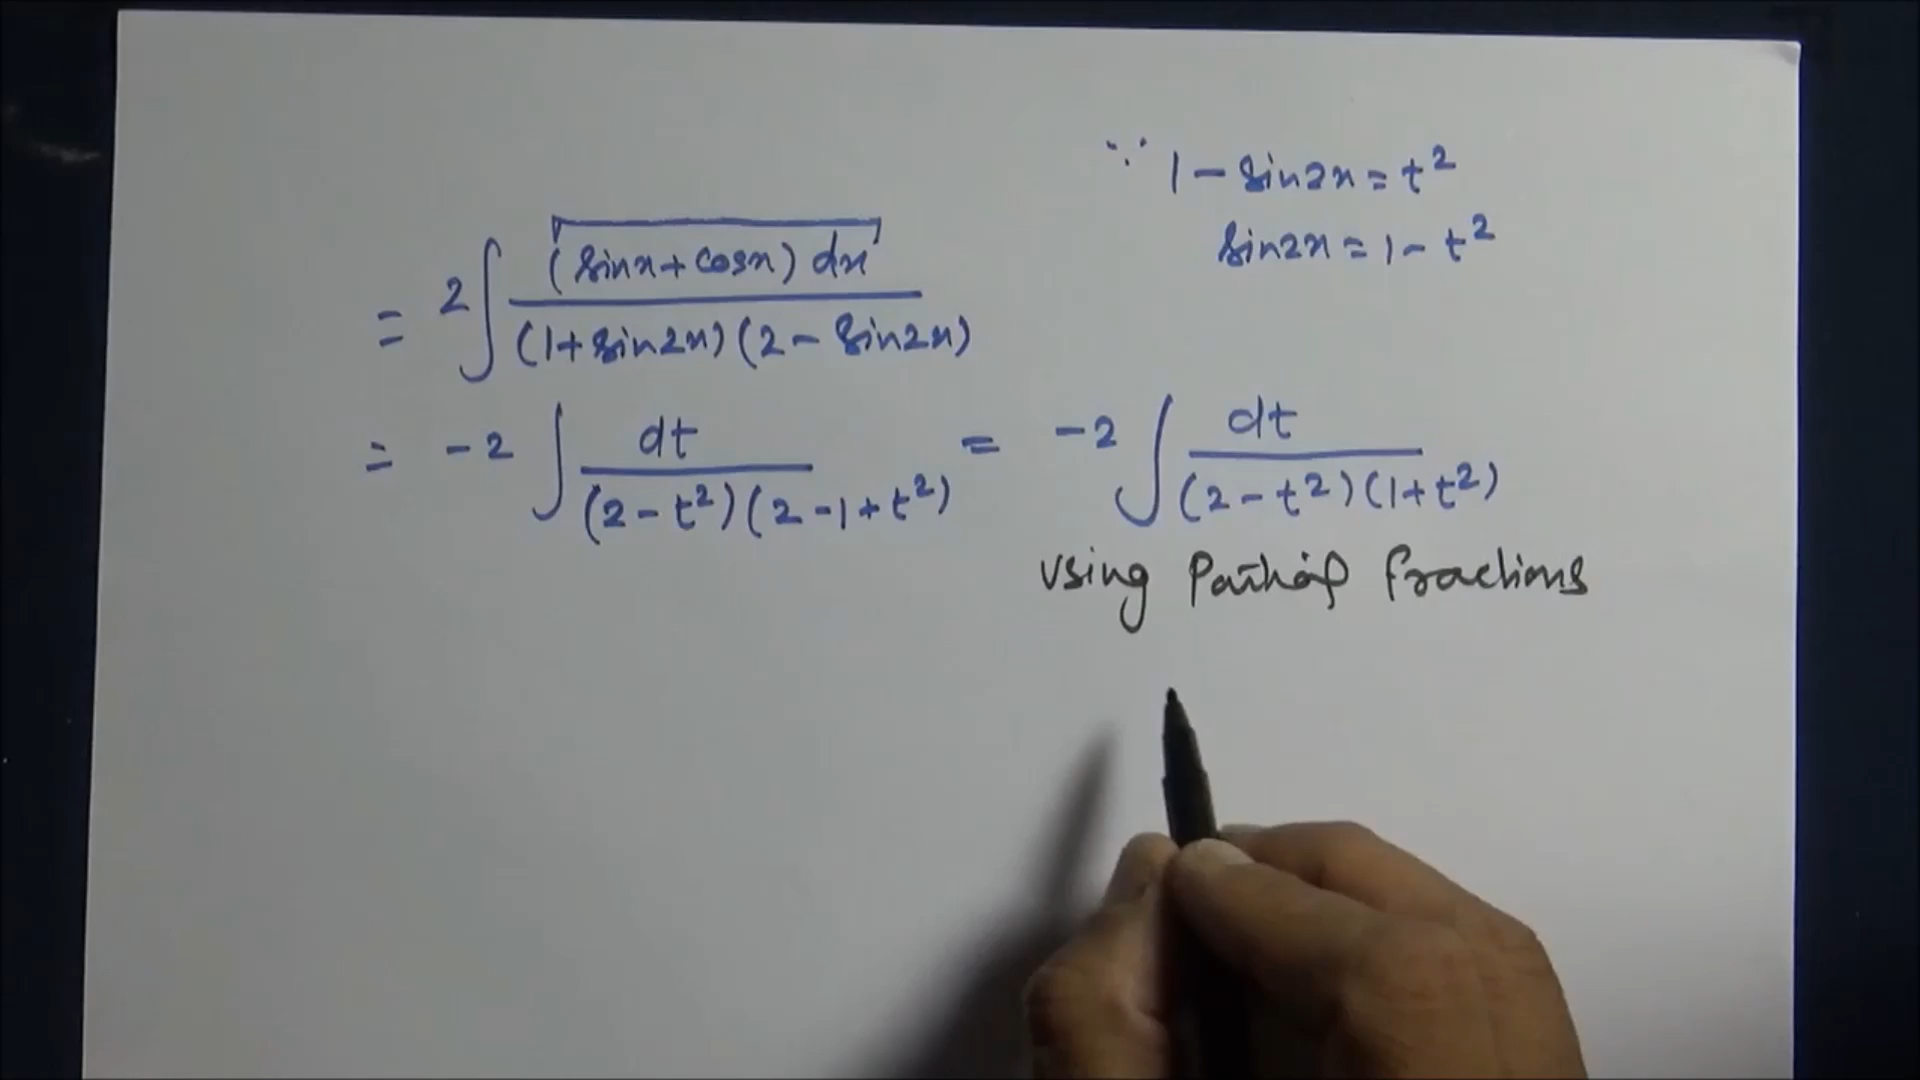 ∵ 1 - sin2x = t²
sin2x = 1 - t²
= 2∫ (sinx + cosx) dx / (1 + sin2x)(2 - sin2x)
= -2 ∫ dt / (2 - t²)(2 - 1 + t²) = -2 ∫ dt / (2 - t²)(1 + t²)
Using Partial fractions